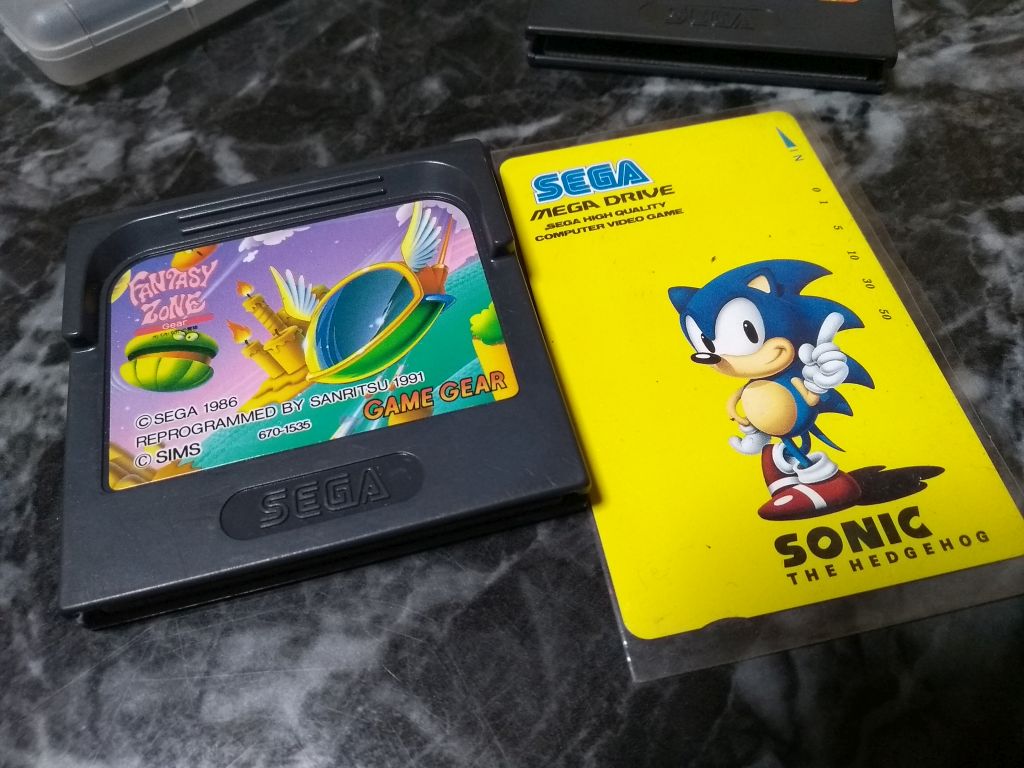 SEGA
FANTASY
ZONE
Gear
© SEGA 1986
REPROGRAMMED BY SANRITSU 1991
© SIMS
670-1535
GAME GEAR
SEGA
SEGA
MEGA DRIVE
SEGA HIGH QUALITY
COMPUTER VIDEO GAME
IN
0 1 5 10 30 50
SONIC
THE HEDGEHOG